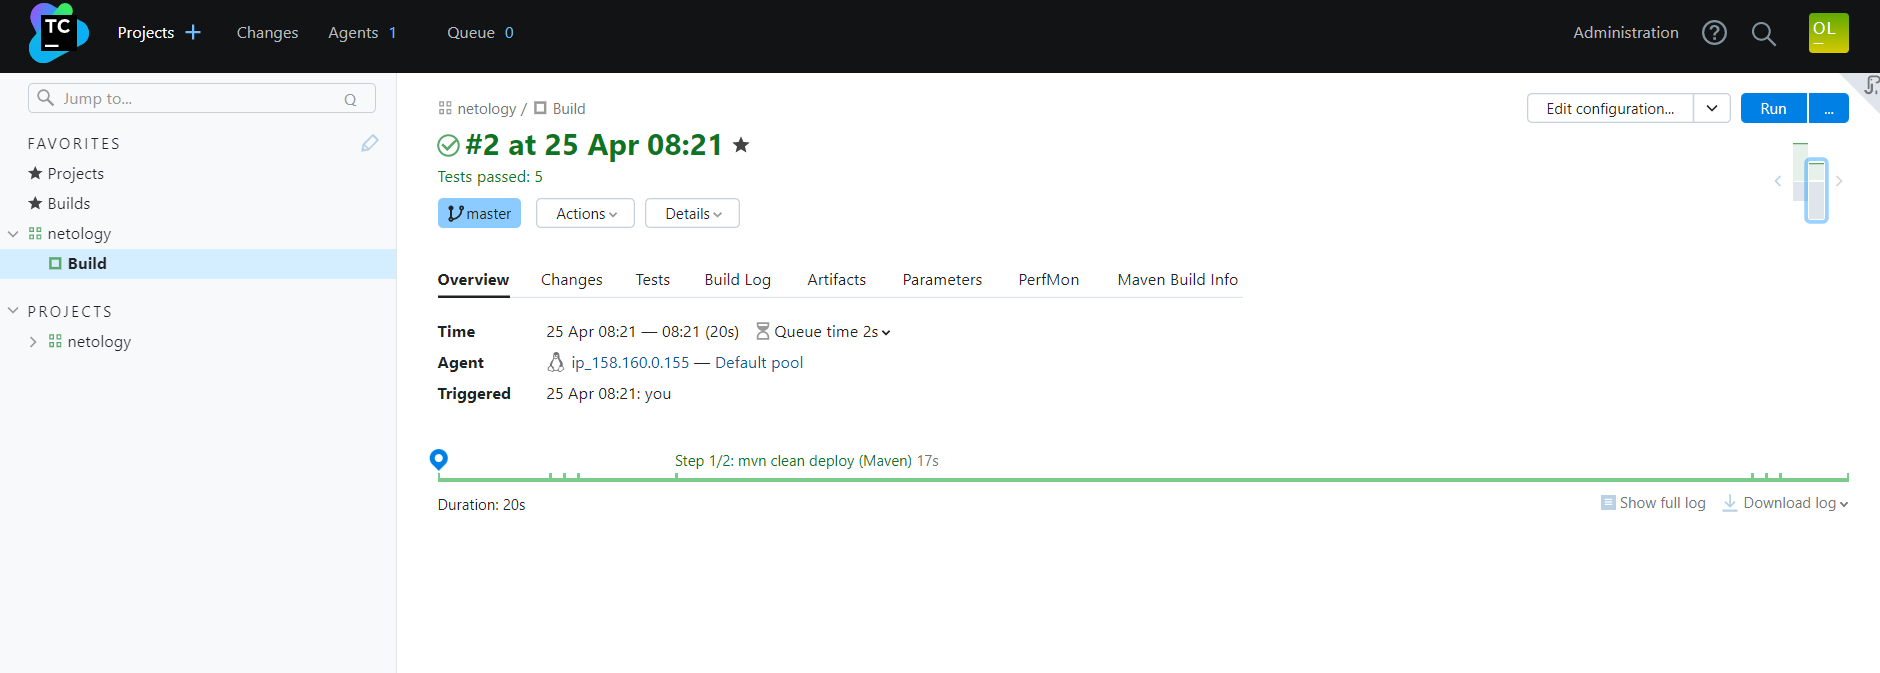 TC
Projects
Changes
Agents 1
Queue 0
Administration
OL
Jump to...
Q
FAVORITES
Projects
Builds
netology
Build
PROJECTS
netology
netology / Build
Edit configuration...
Run
...
#2 at 25 Apr 08:21
Tests passed: 5
master
Actions
Details
Overview
Changes
Tests
Build Log
Artifacts
Parameters
PerfMon
Maven Build Info
Time 25 Apr 08:21 — 08:21 (20s) Queue time 2s
Agent ip_158.160.0.155 — Default pool
Triggered 25 Apr 08:21: you
Step 1/2: mvn clean deploy (Maven) 17s
Duration: 20s
Show full log
Download log